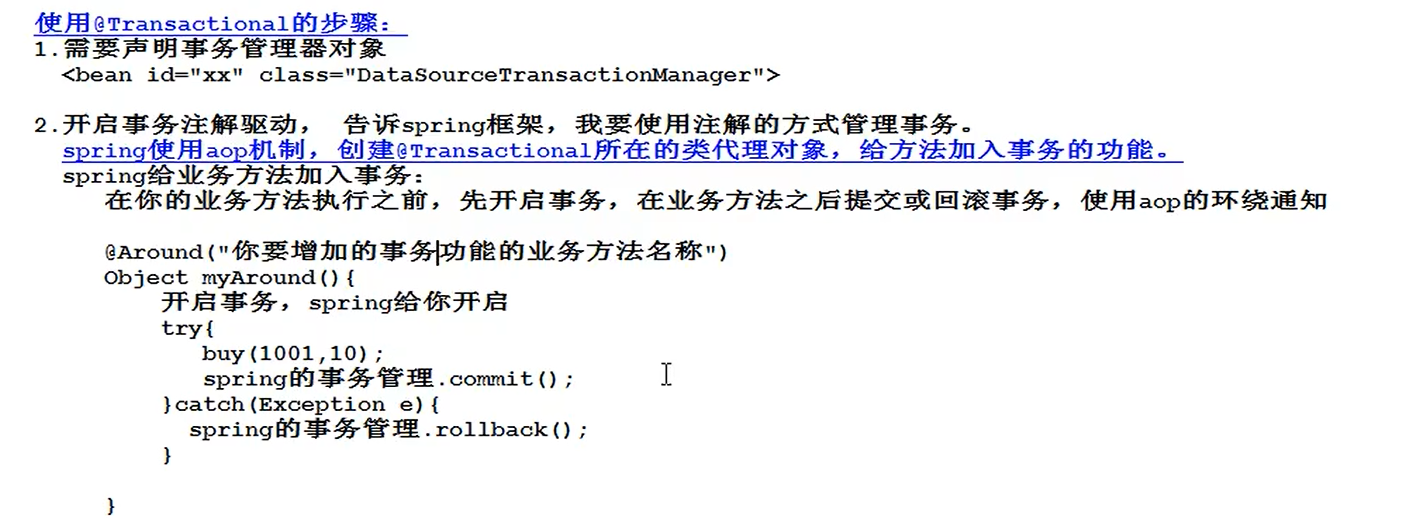 使用@Transactional的步骤：
1.需要声明事务管理器对象
<bean id="xx" class="DataSourceTransactionManager">
2.开启事务注解驱动， 告诉spring框架，我要使用注解的方式管理事务。
spring使用aop机制，创建@Transactional所在的类代理对象，给方法加入事务的功能。
spring给业务方法加入事务：
在你的业务方法执行之前，先开启事务，在业务方法之后提交或回滚事务，使用aop的环绕通知
@Around("你要增加的事务功能的业务方法名称")
Object myAround(){
开启事务，spring给你开启
try{
buy(1001,10);
spring的事务管理.commit();
}catch(Exception e){
spring的事务管理.rollback();
}
}